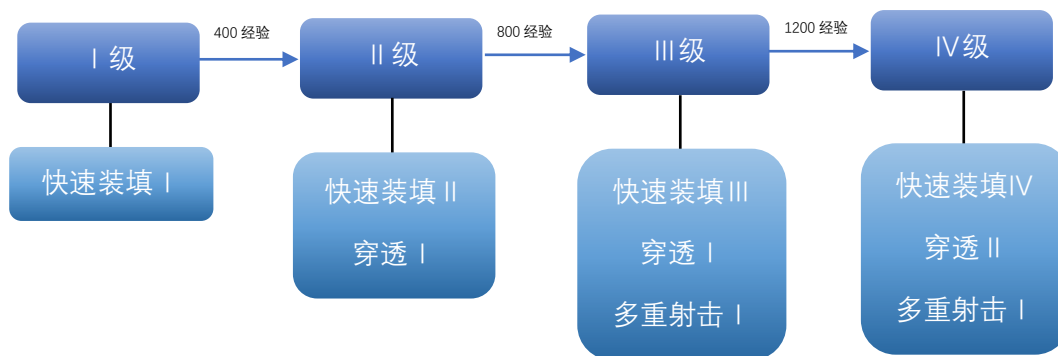 Ⅰ级
400 经验
Ⅱ级
800 经验
Ⅲ级
1200 经验
Ⅳ级
快速装填Ⅰ
快速装填Ⅱ
穿透Ⅰ
快速装填Ⅲ
穿透Ⅰ
多重射击Ⅰ
快速装填Ⅳ
穿透Ⅱ
多重射击Ⅰ